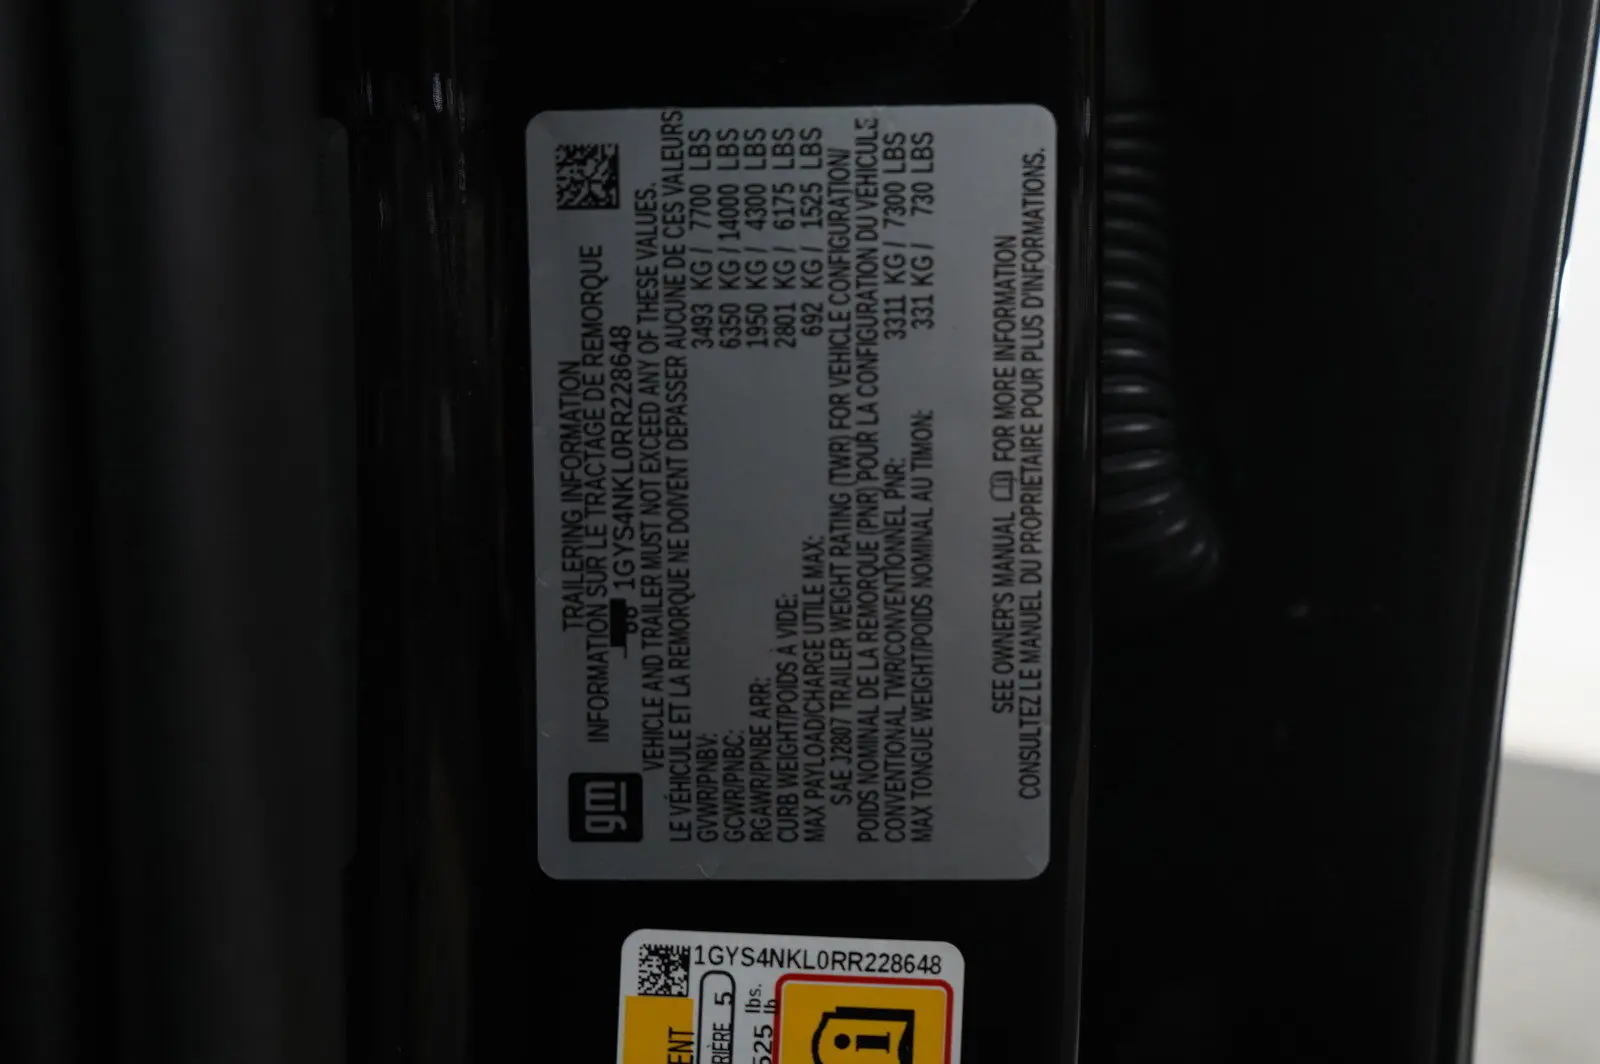 gm
TRAILERING INFORMATION
INFORMATION SUR LE TRACTAGE DE REMORQUE
1GYS4NKL0RR228648
VEHICLE AND TRAILER MUST NOT EXCEED ANY OF THESE VALUES.
LE VÉHICULE ET LA REMORQUE NE DOIVENT DEPASSER AUCUNE DE CES VALEURS
GVWR/PNBV: 3493 KG / 7700 LBS
GCWR/PNBC: 6350 KG / 14000 LBS
RGAWR/PNBE ARR: 1950 KG / 4300 LBS
CURB WEIGHT/POIDS À VIDE: 2801 KG / 6175 LBS
MAX PAYLOAD/CHARGE UTILE MAX: 692 KG / 1525 LBS
SAE J2807 TRAILER WEIGHT RATING (TWR) FOR VEHICLE CONFIGURATION/
POIDS NOMINAL DE LA REMORQUE (PNR) POUR LA CONFIGURATION DU VEHICULE
CONVENTIONAL TWR/CONVENTIONNEL PNR: 3311 KG / 7300 LBS
MAX TONGUE WEIGHT/POIDS NOMINAL AU TIMON: 331 KG / 730 LBS
SEE OWNER'S MANUAL FOR MORE INFORMATION
CONSULTEZ LE MANUEL DU PROPRIÉTAIRE POUR PLUS D'INFORMATIONS.
1GYS4NKL0RR228648
5
lbs.
i